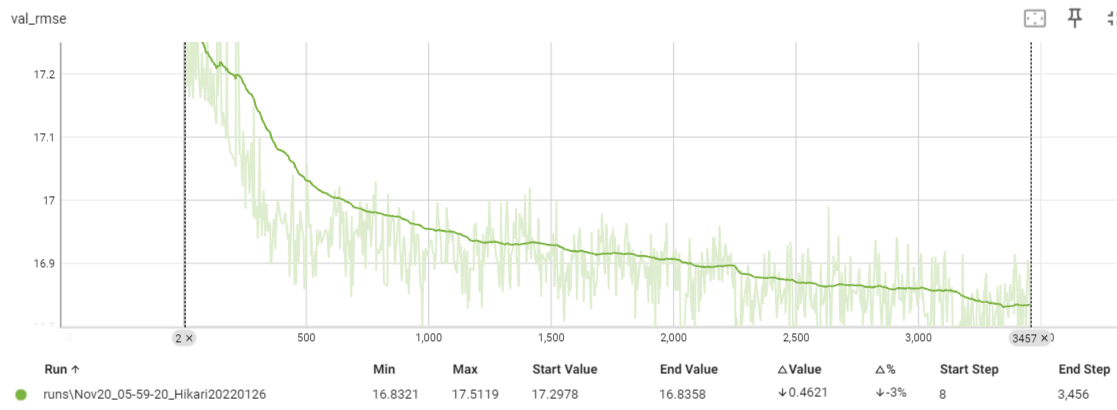 val_rmse
17.2
17.1
17
16.9
2 × 500 1,000 1,500 2,000 2,500 3,000 3457 ×
Run ↑ Min Max Start Value End Value △Value △% Start Step End Step
runs\Nov20_05-59-20_Hikari20220126 16.8321 17.5119 17.2978 16.8358 ↓0.4621 ↓-3% 8 3,456